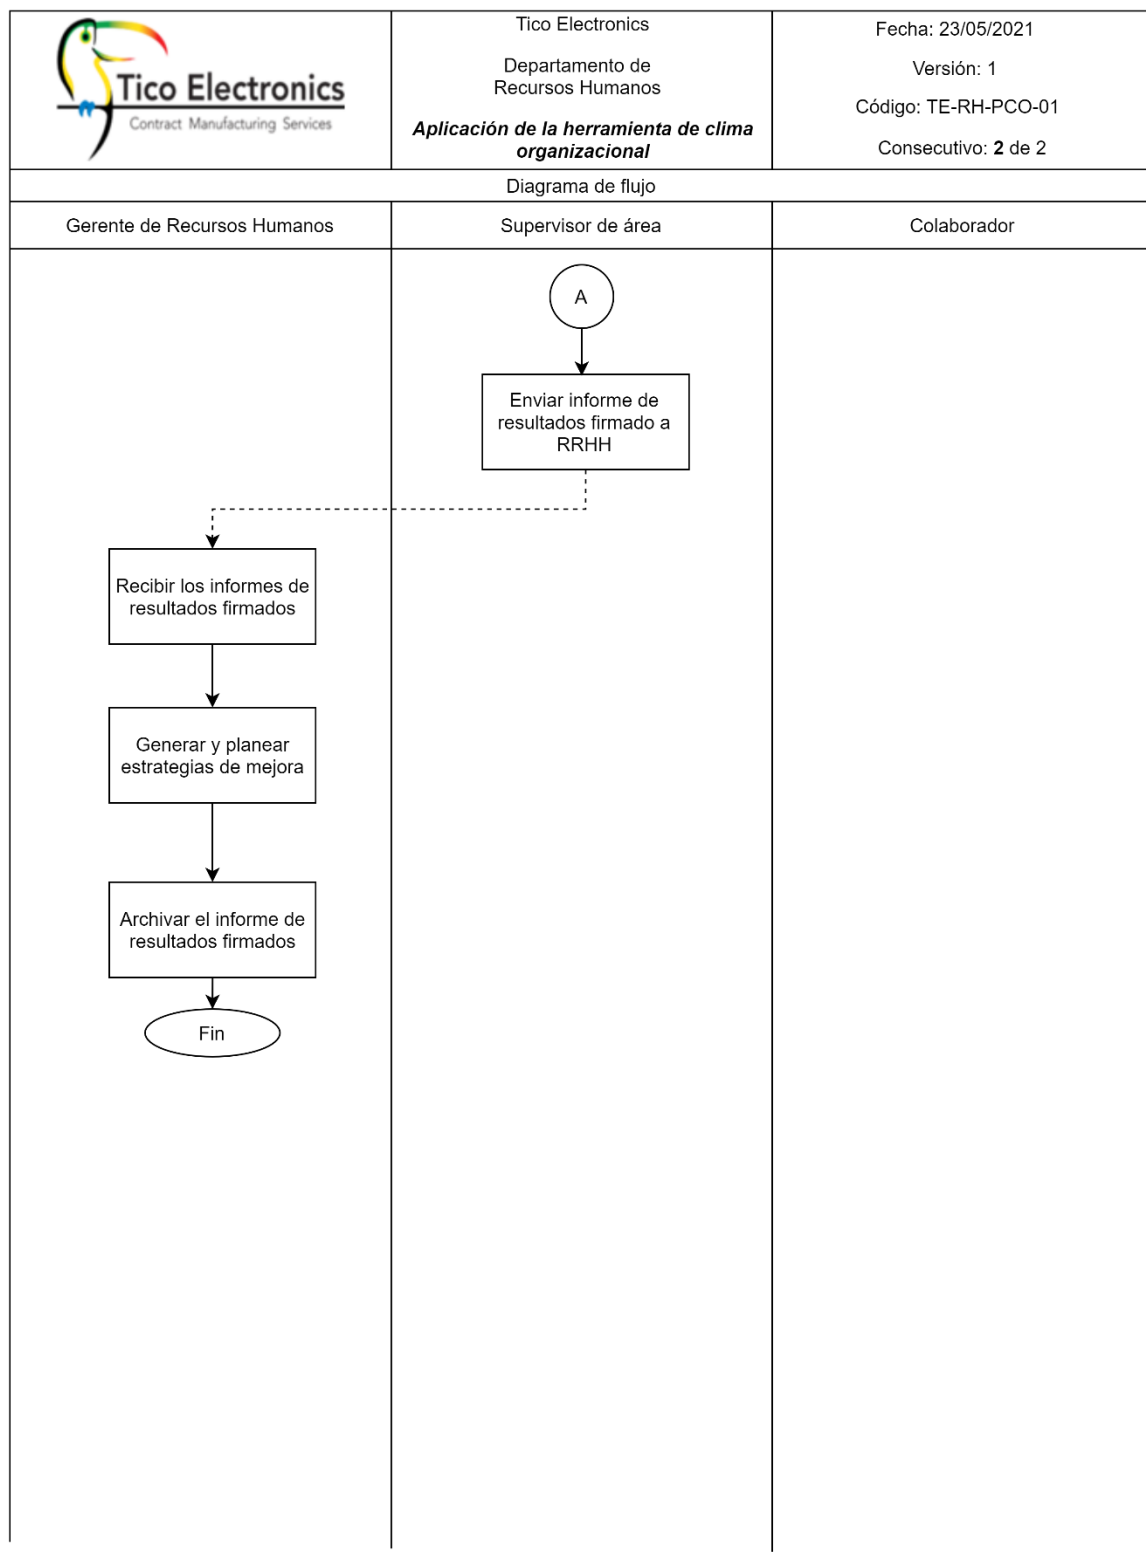 Tico Electronics
Contract Manufacturing Services
Tico Electronics
Departamento de
Recursos Humanos
Aplicación de la herramienta de clima
organizacional
Fecha: 23/05/2021
Versión: 1
Código: TE-RH-PCO-01
Consecutivo: 2 de 2
Diagrama de flujo
Gerente de Recursos Humanos
Supervisor de área
Colaborador
A
Enviar informe de
resultados firmado a
RRHH
Recibir los informes de
resultados firmados
Generar y planear
estrategias de mejora
Archivar el informe de
resultados firmados
Fin